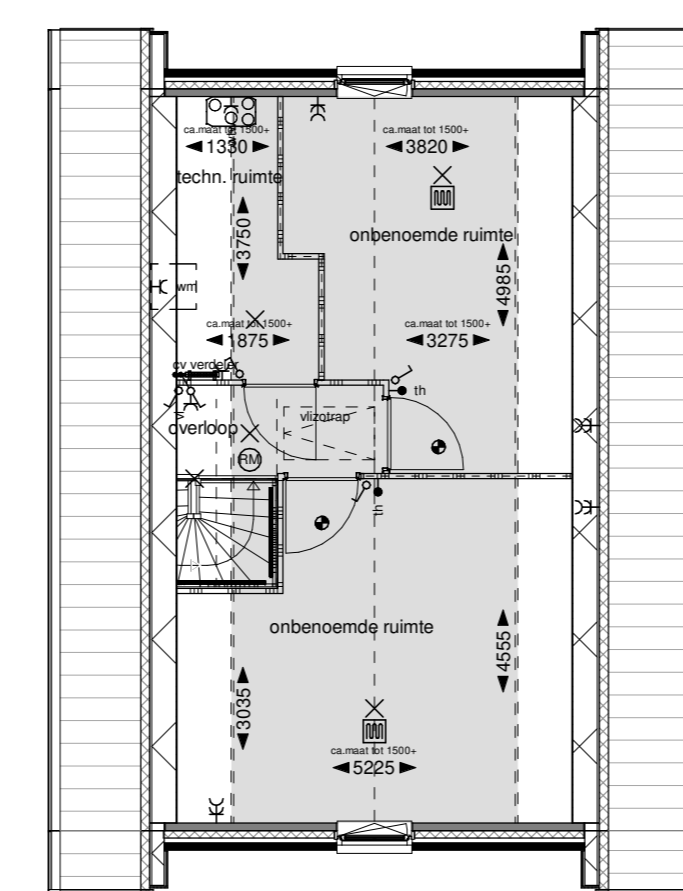 ca.maat tot 1500+
1330
ca.maat tot 1500+
3820
techn. ruimte
3750
onbenoemde ruimte
4985
wm
ca.maat tot 1500+
1875
ca.maat tot 1500+
3275
cv verdeler
th
vlizotrap
overloop
RM
th
onbenoemde ruimte
4555
3035
ca.maat tot 1500+
5225